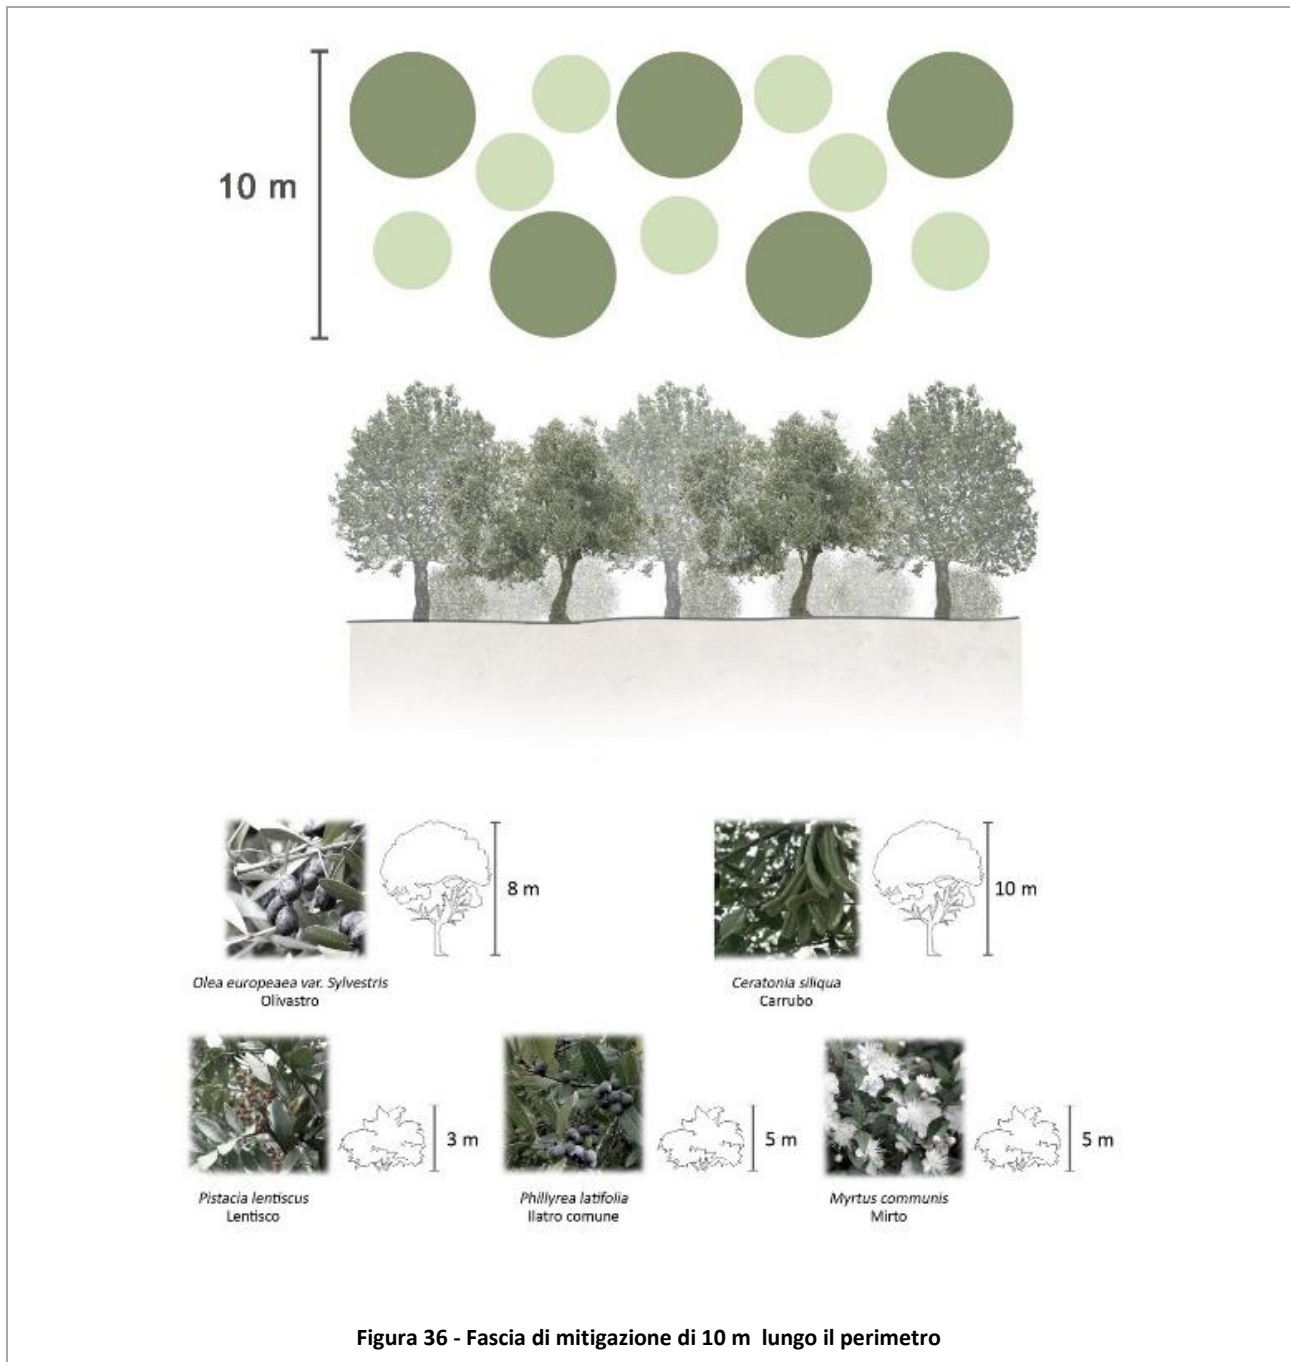 10 m
8 m
10 m
Olea europeaea var. Sylvestris
Olivastro
Ceratonia siliqua
Carrubo
3 m
5 m
5 m
Pistacia lentiscus
Lentisco
Phillyrea latifolia
Ilatro comune
Myrtus communis
Mirto
Figura 36 - Fascia di mitigazione di 10 m lungo il perimetro